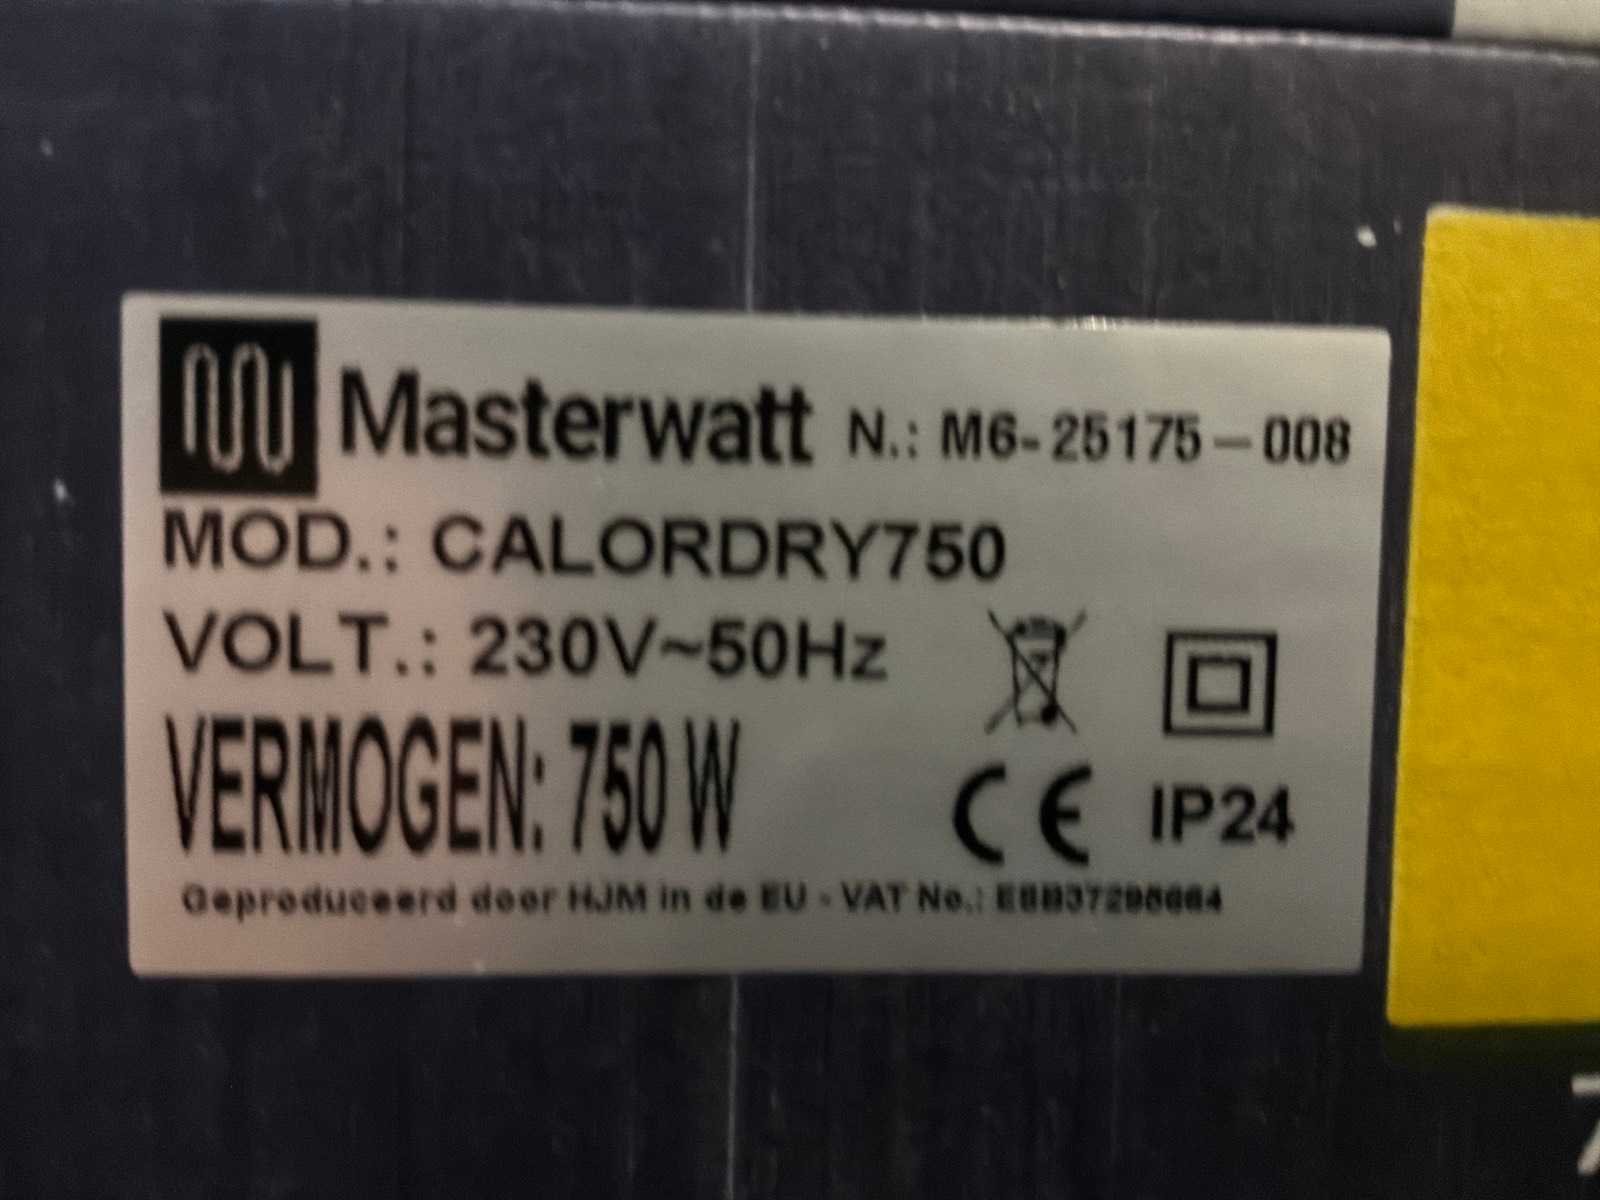 Masterwatt N.: M6-25175-008
MOD.: CALORDRY750
VOLT.: 230V~50Hz
VERMOGEN: 750 W
CE IP24
Geproduceerd door HJM in de EU - VAT No.: